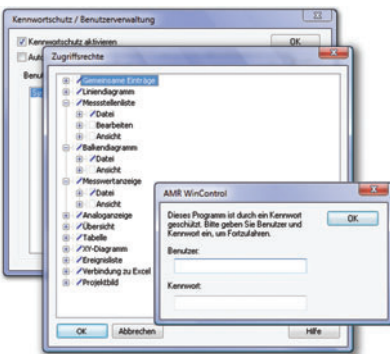 Kennwortschutz / Benutzerverwaltung
Kennwortschutz aktivieren
OK
Zugriffsrechte
Gemeinsame Einträge
Liniendiagramm
Messstellenliste
Datei
Bearbeiten
Ansicht
Balkendiagramm
Datei
Ansicht
Messwertanzeige
Datei
Ansicht
Analoganzeige
Übersicht
Tabelle
XY-Diagramm
Ereignisliste
Verbindung zu Excel
Projektbild
OK Abbrechen Hilfe
AMR WinControl
Dieses Programm ist durch ein Kennwort
geschützt. Bitte geben Sie Benutzer und
Kennwort ein, um Fortzufahren.
OK
Benutzer:
Kennwort: